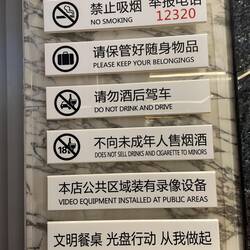 禁止吸烟 举报电话
NO SMOKING 12320
请保管好随身物品
PLEASE KEEP YOUR BELONGINGS
请勿酒后驾车
DO NOT DRINK AND DRIVE
18
不向未成年人售烟酒
DOES NOT SELL DRINKS AND CIGARETTE TO MINORS
本店公共区域装有录像设备
VIDEO EQUIPMENT INSTALLED AT PUBLIC AREAS
文明餐桌 光盘行动 从我做起